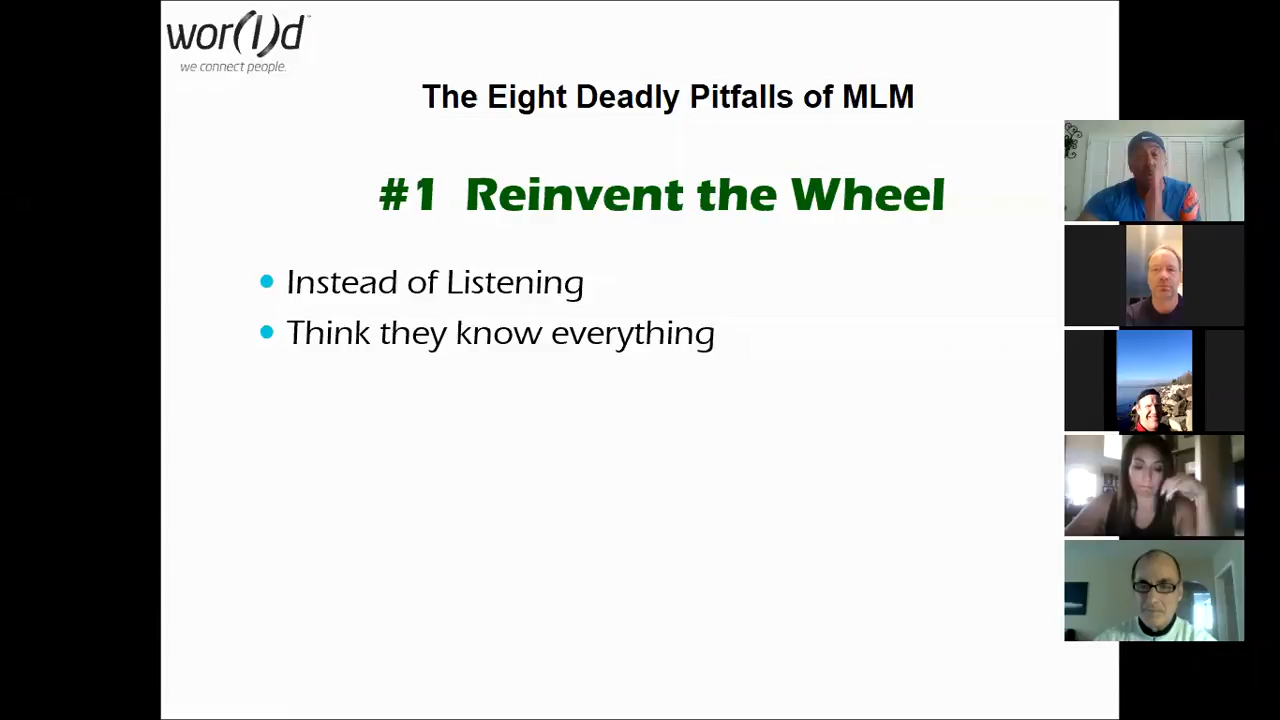 wor(l)d
we connect people.
The Eight Deadly Pitfalls of MLM
#1 Reinvent the Wheel
• Instead of Listening
• Think they know everything